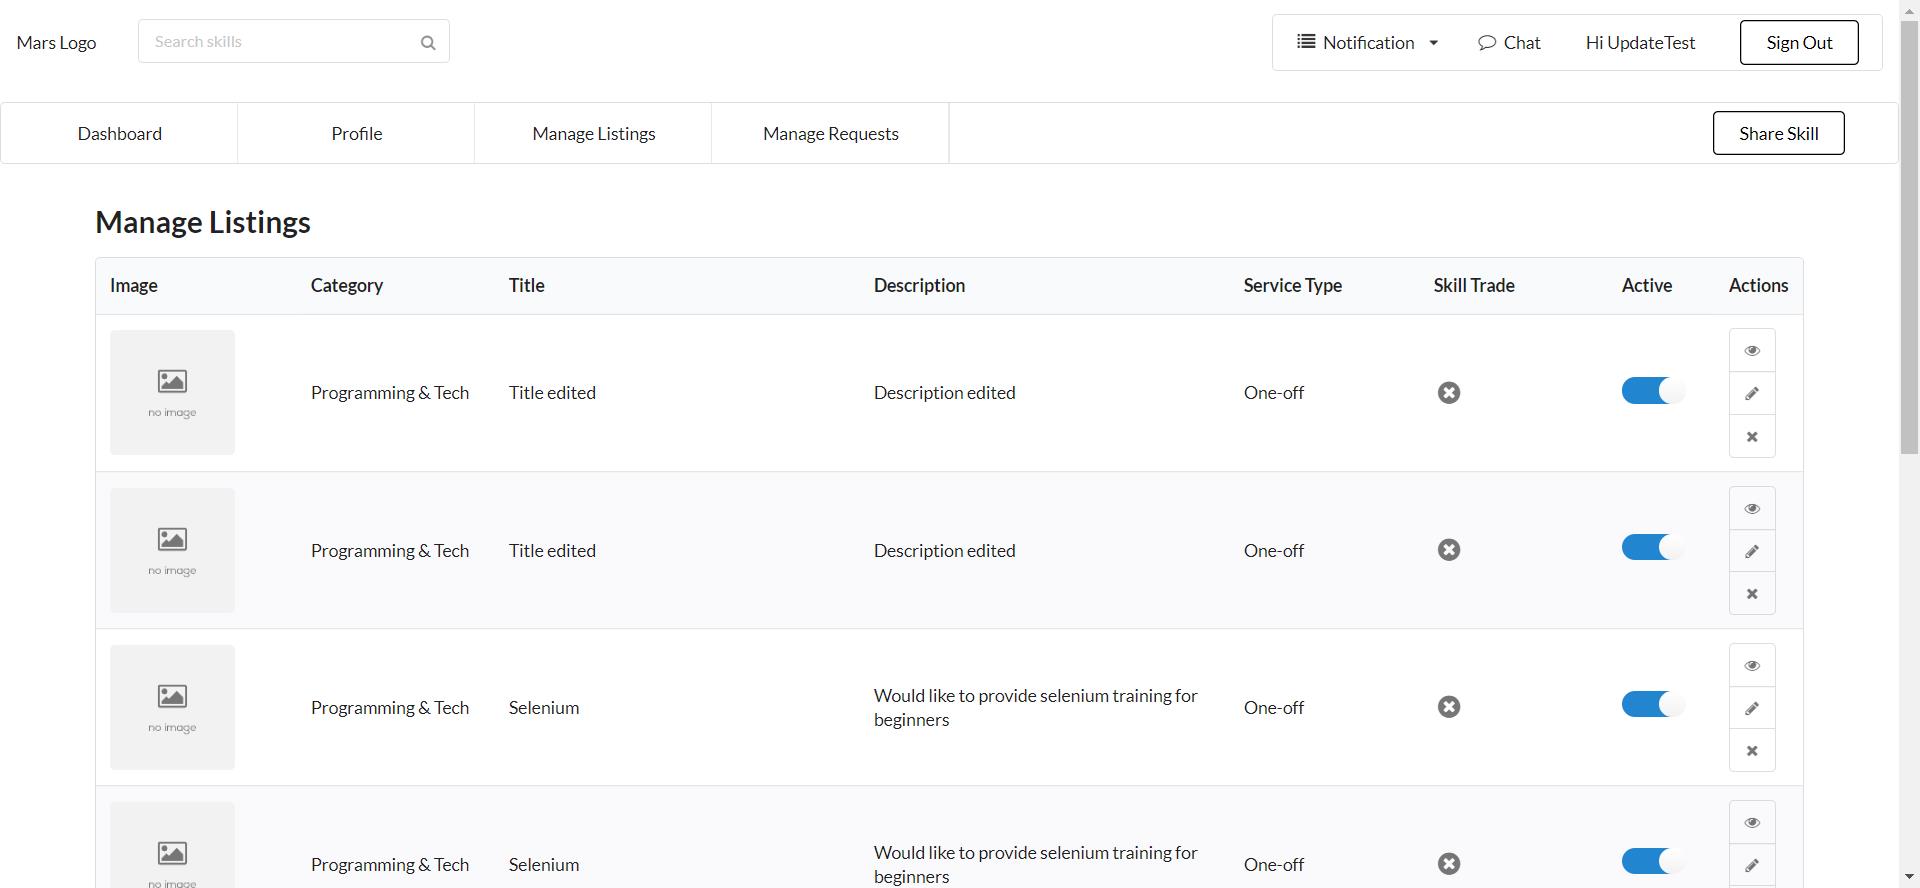 Mars Logo
Search skills
Notification
Chat
Hi UpdateTest
Sign Out
Dashboard
Profile
Manage Listings
Manage Requests
Share Skill
Manage Listings
Image Category Title Description Service Type Skill Trade Active Actions
no image
Programming & Tech Title edited Description edited One-off
no image
Programming & Tech Title edited Description edited One-off
no image
Programming & Tech Selenium
Would like to provide selenium training for
beginners
One-off
no image
Programming & Tech Selenium
Would like to provide selenium training for
beginners
One-off